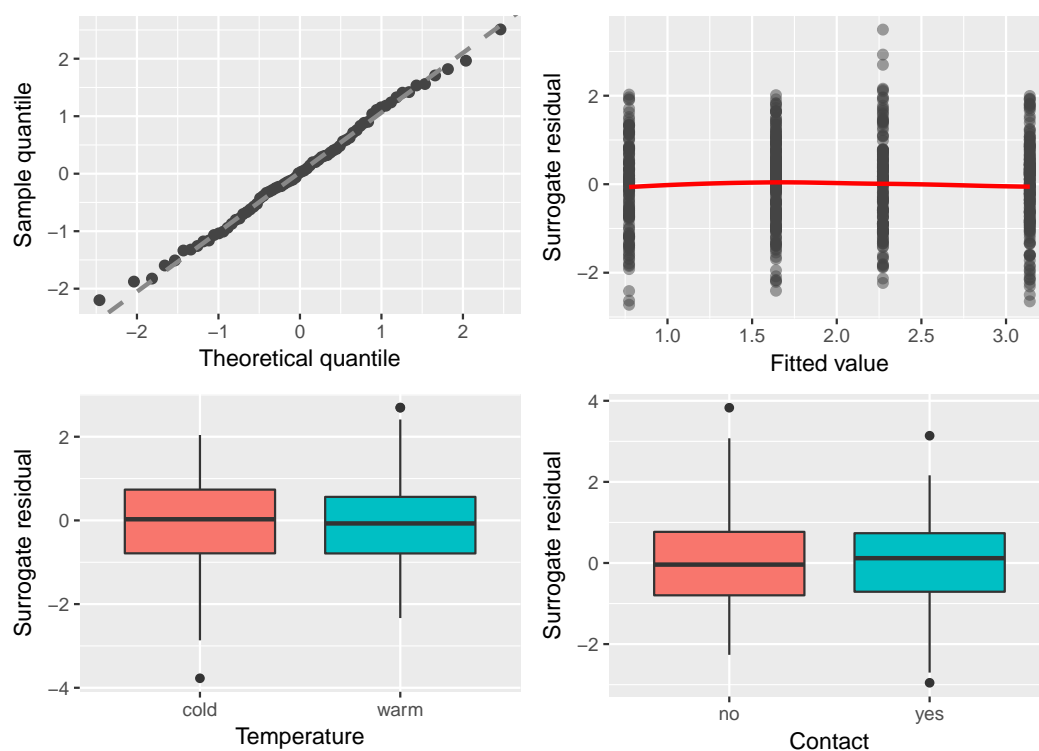 Sample quantile
2
1
0
−1
−2
−2
−1
0
1
2
Theoretical quantile
Surrogate residual
2
0
−2
1.0
1.5
2.0
2.5
3.0
Fitted value
Surrogate residual
2
0
−2
−4
cold
warm
Temperature
Surrogate residual
4
2
0
−2
no
yes
Contact